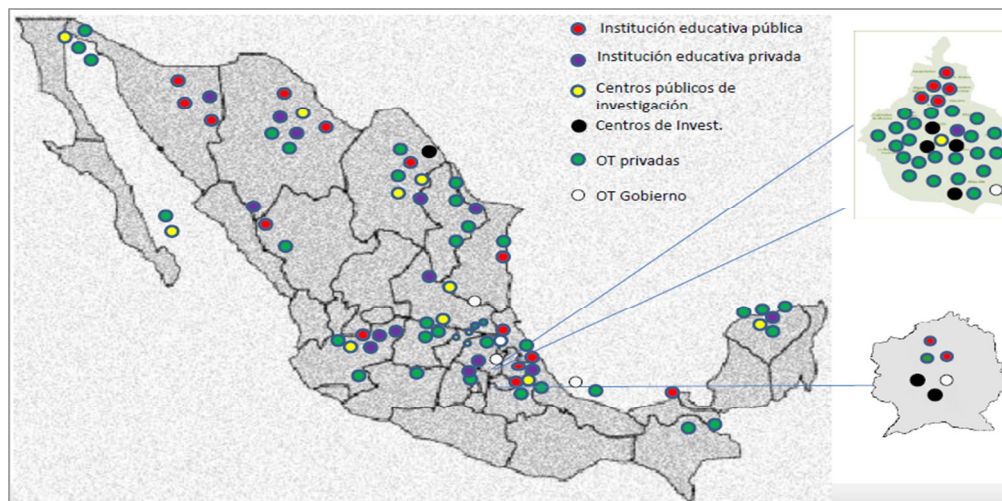 Institución educativa pública
Institución educativa privada
Centros públicos de
investigación
Centros de Invest.
OT privadas
OT Gobierno